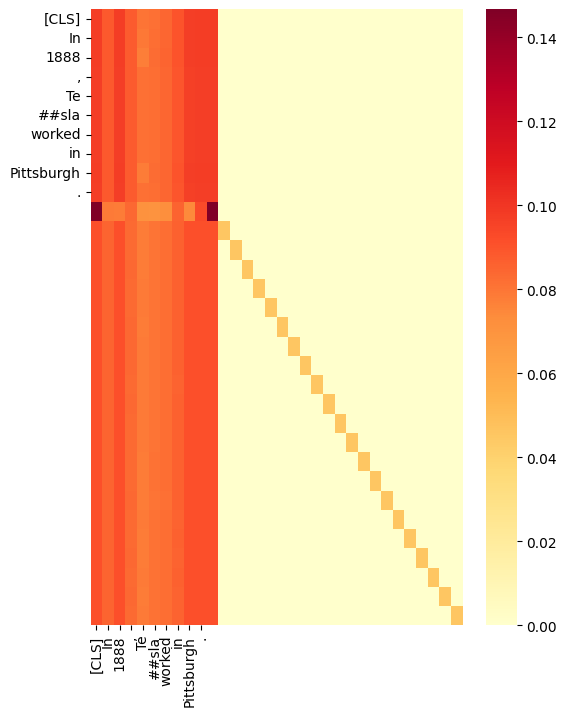 [CLS]
In
1888
,
Te
##sla
worked
in
Pittsburgh
.
[CLS]
In
1888
,
Te
##sla
worked
in
Pittsburgh
.
0.14
0.12
0.10
0.08
0.06
0.04
0.02
0.00